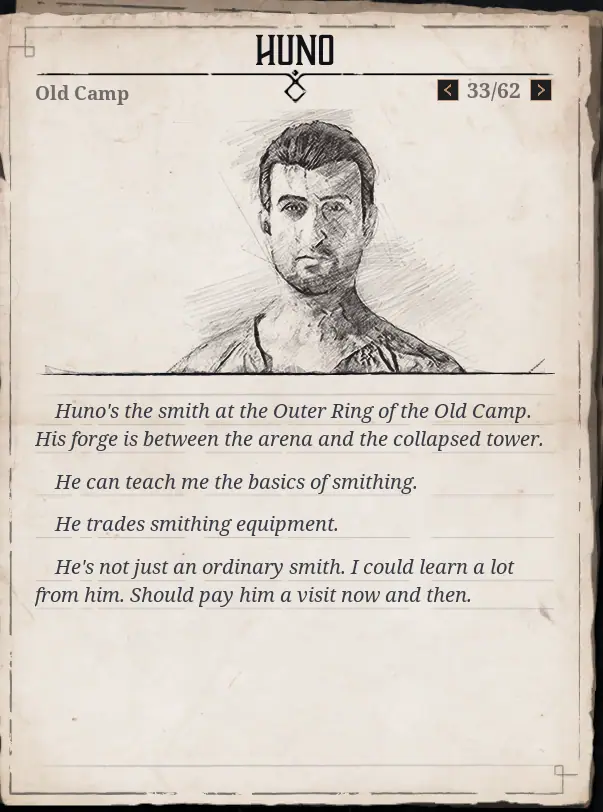 HUNO
Old Camp
< 33/62 >
Huno's the smith at the Outer Ring of the Old Camp.
His forge is between the arena and the collapsed tower.
He can teach me the basics of smithing.
He trades smithing equipment.
He's not just an ordinary smith. I could learn a lot
from him. Should pay him a visit now and then.